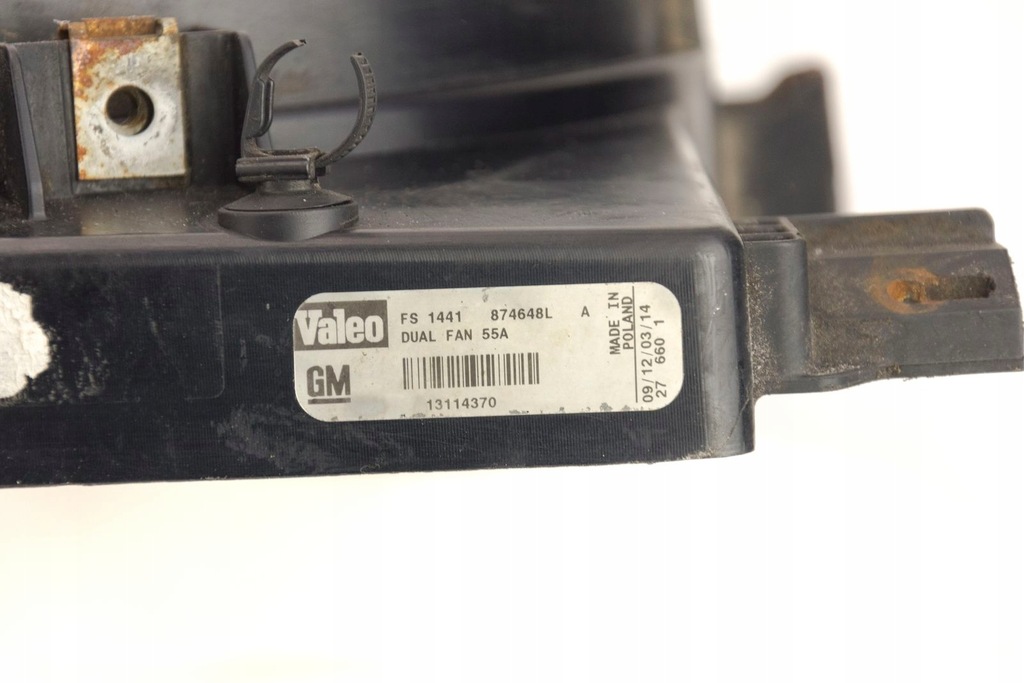 Valeo
FS 1441 874648L A
DUAL FAN 55A
GM
13114370
MADE IN
POLAND
09/12/03/14
27 660 1